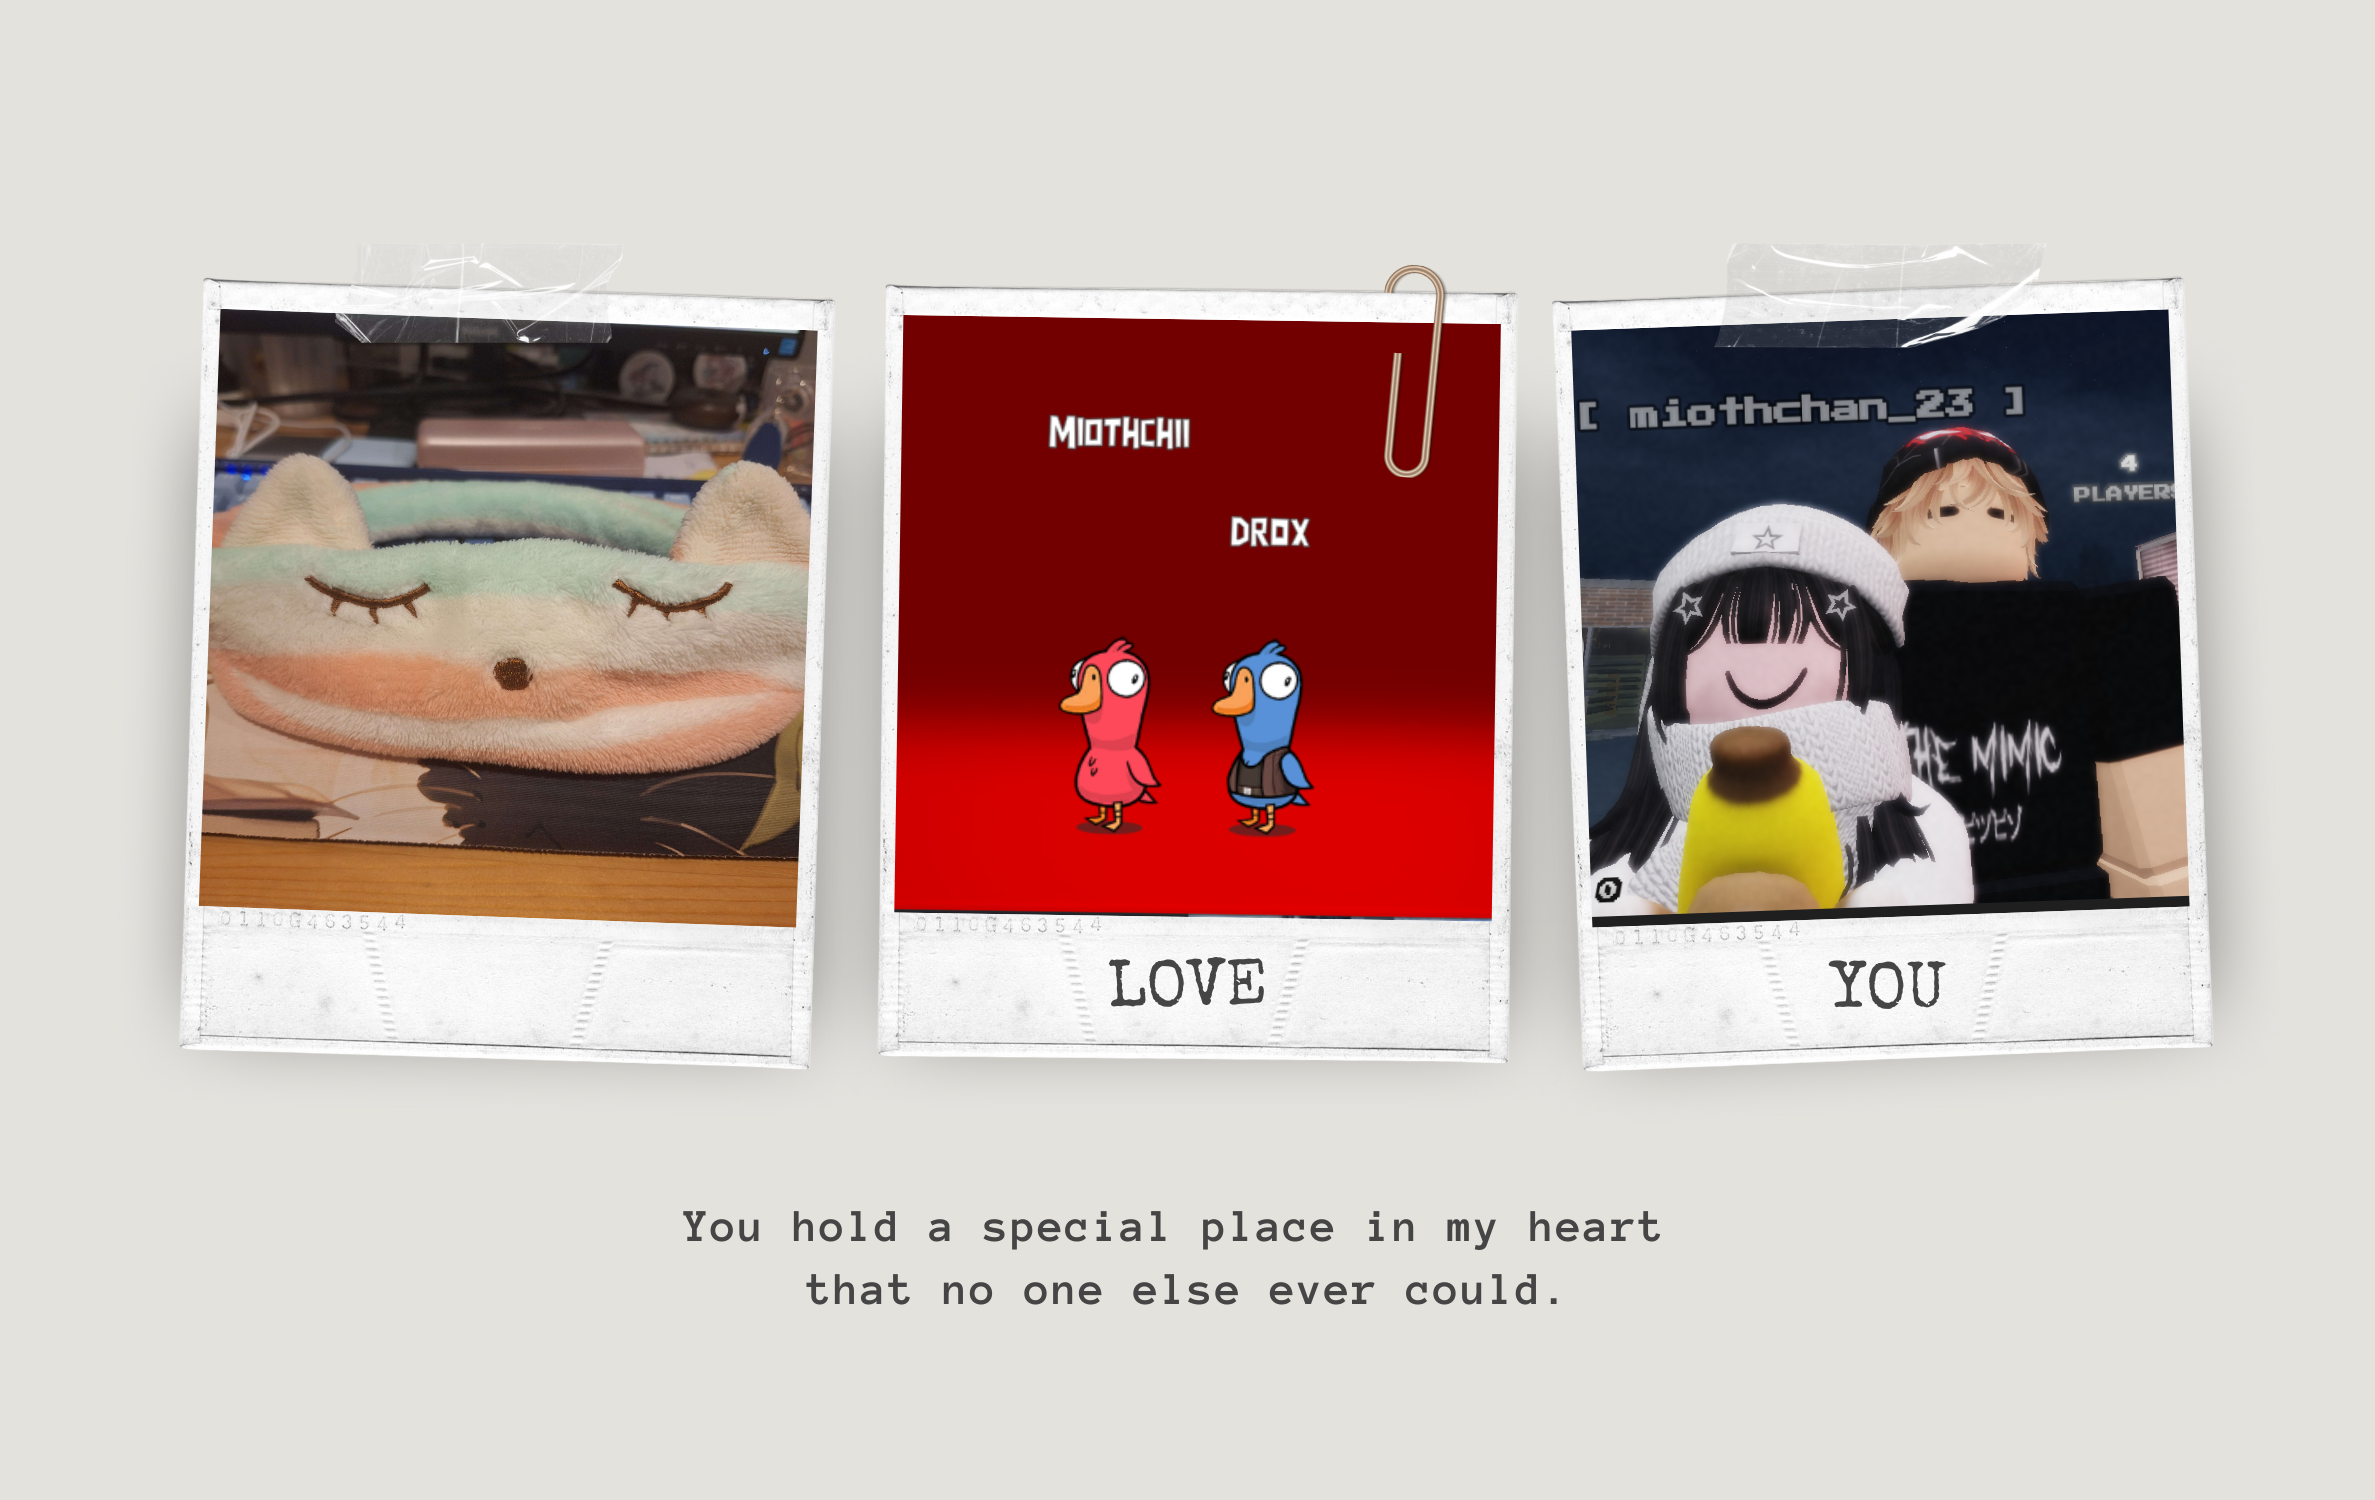 MIOTHCHII
DROX
[ miothchan_23 ]
4
PLAYERS
THE MIMIC
0110G463544
0110G463544
0110G463544
LOVE
YOU
You hold a special place in my heart
that no one else ever could.